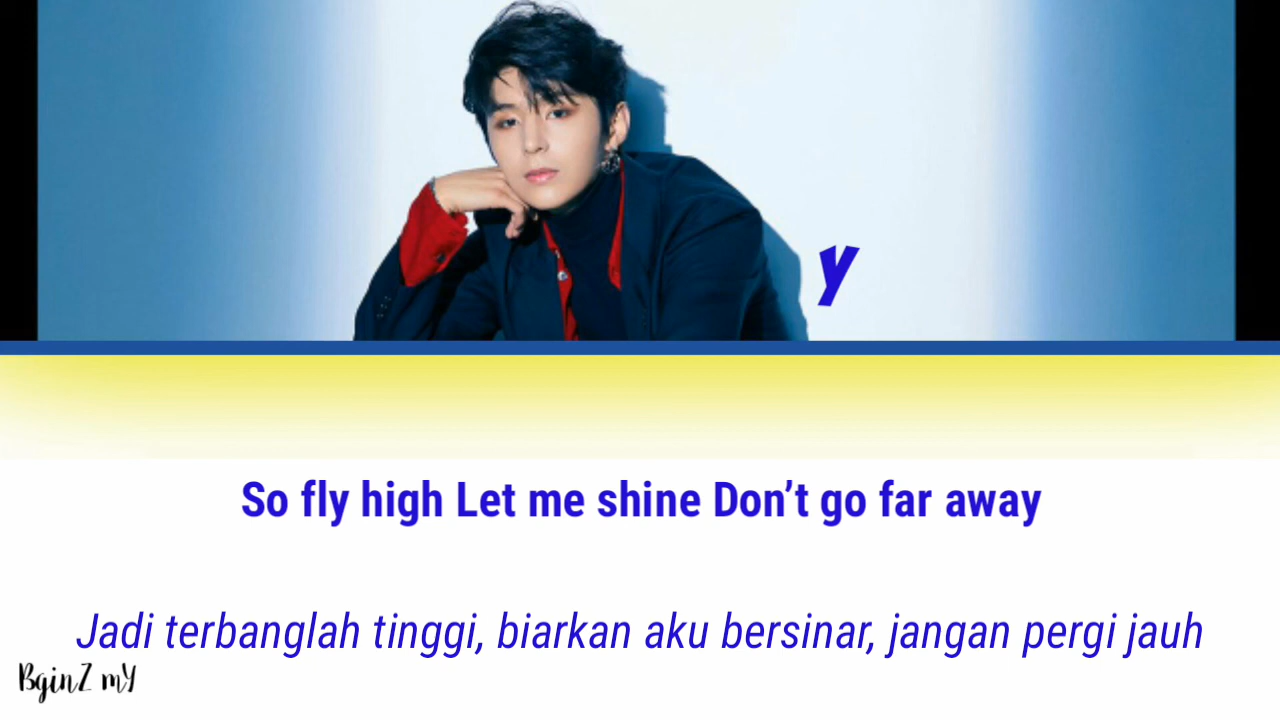 y
So fly high Let me shine Don’t go far away
Jadi terbanglah tinggi, biarkan aku bersinar, jangan pergi jauh
BginZ mY